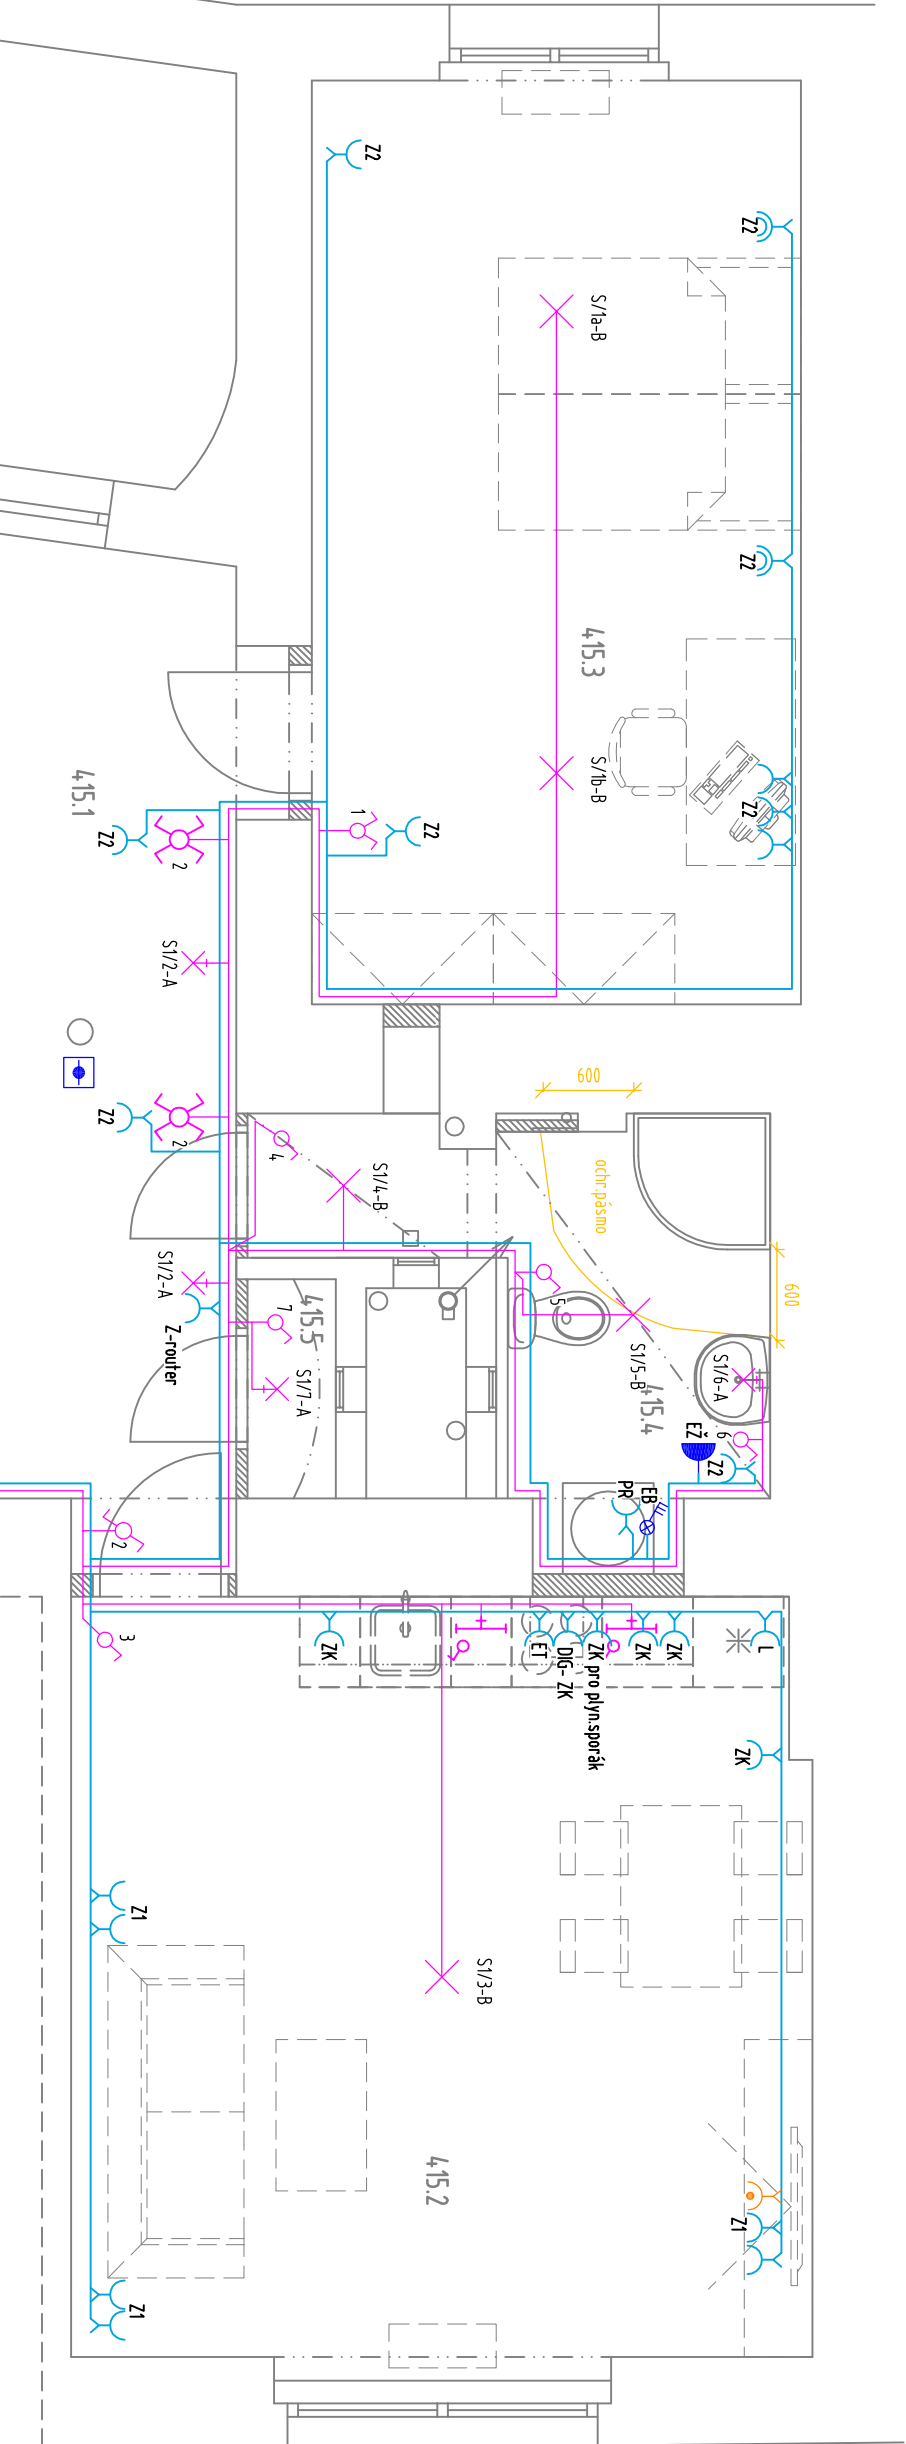 Z2
Z2
S/1a-B
Z2
415.3
S/1b-B
Z2
415.1
1
Z2
Z2
2
S1/2-A
600
Z2
2
4
S1/4-B
ochr.pásmo
600
S1/2-A
Z-router
7
415.5
S1/7-A
5
S1/5-B
415.4
S1/6-A
6
EŽ
Z2
PR
EB
2
3
ZK
ET
DIG- ZK
ZK pro plyn.sporák
ZK
ZK
L
ZK
Z1
S1/3-B
415.2
Z1
Z1